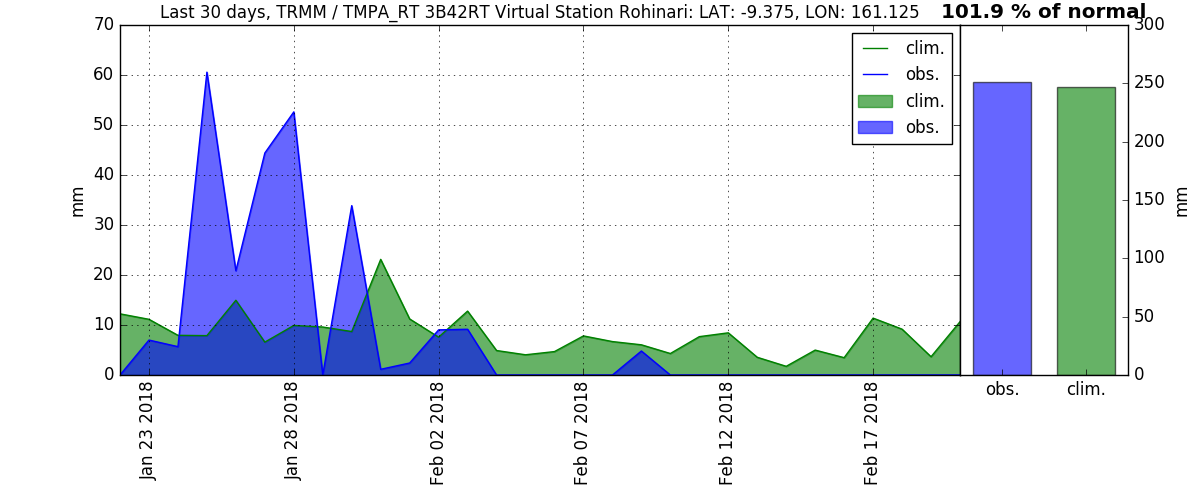 Last 30 days, TRMM / TMPA_RT 3B42RT Virtual Station Rohinari: LAT: -9.375, LON: 161.125
101.9 % of normal
70
60
50
40
30
20
10
0
mm
clim.
obs.
clim.
obs.
Jan 23 2018
Jan 28 2018
Feb 02 2018
Feb 07 2018
Feb 12 2018
Feb 17 2018
300
250
200
150
100
50
0
mm
obs.
clim.